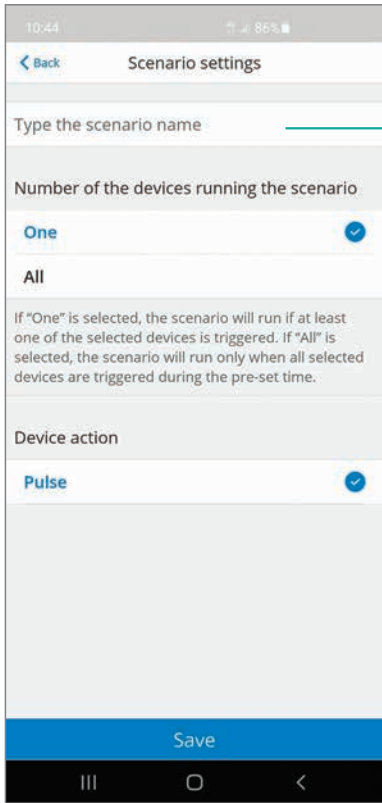 10:44 86%
Back Scenario settings
Type the scenario name
Number of the devices running the scenario
One
All
If “One” is selected, the scenario will run if at least
one of the selected devices is triggered. If “All” is
selected, the scenario will run only when all selected
devices are triggered during the pre-set time.
Device action
Pulse
Save